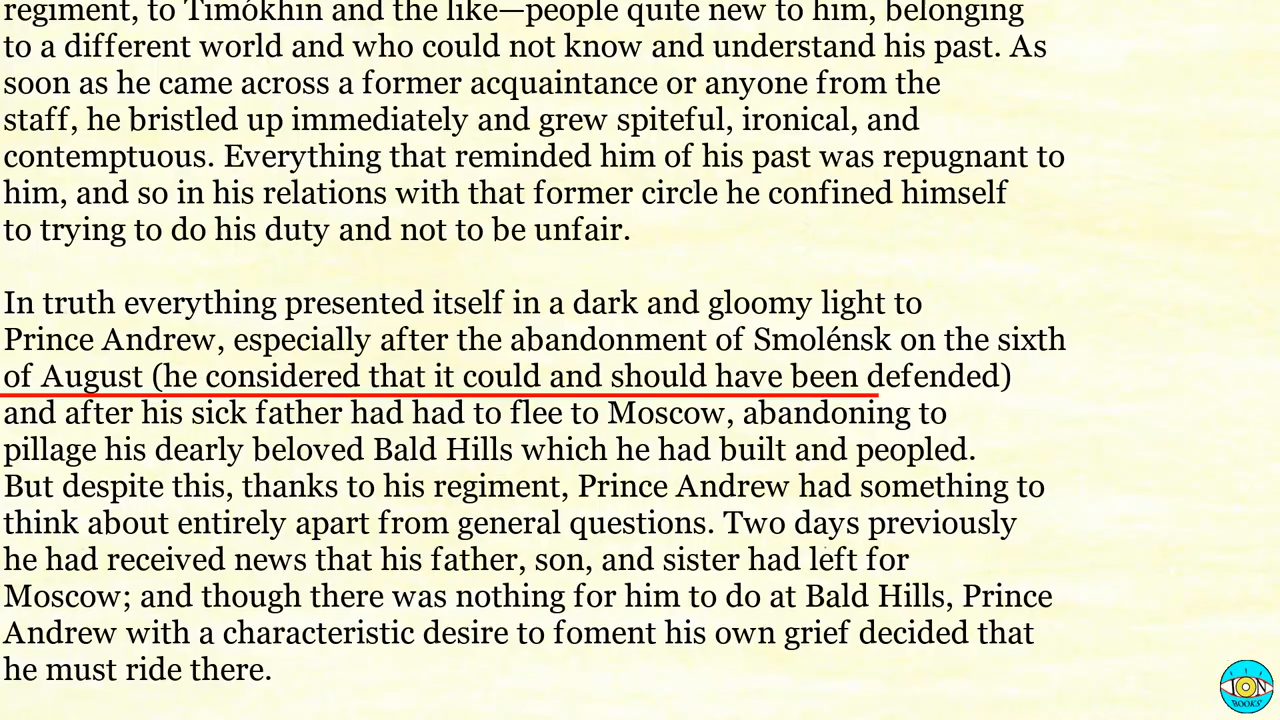 regiment, to Timókhin and the like—people quite new to him, belonging
to a different world and who could not know and understand his past. As
soon as he came across a former acquaintance or anyone from the
staff, he bristled up immediately and grew spiteful, ironical, and
contemptuous. Everything that reminded him of his past was repugnant to
him, and so in his relations with that former circle he confined himself
to trying to do his duty and not to be unfair.
In truth everything presented itself in a dark and gloomy light to
Prince Andrew, especially after the abandonment of Smolénsk on the sixth
of August (he considered that it could and should have been defended)
and after his sick father had had to flee to Moscow, abandoning to
pillage his dearly beloved Bald Hills which he had built and peopled.
But despite this, thanks to his regiment, Prince Andrew had something to
think about entirely apart from general questions. Two days previously
he had received news that his father, son, and sister had left for
Moscow; and though there was nothing for him to do at Bald Hills, Prince
Andrew with a characteristic desire to foment his own grief decided that
he must ride there.
ION
BOOKS